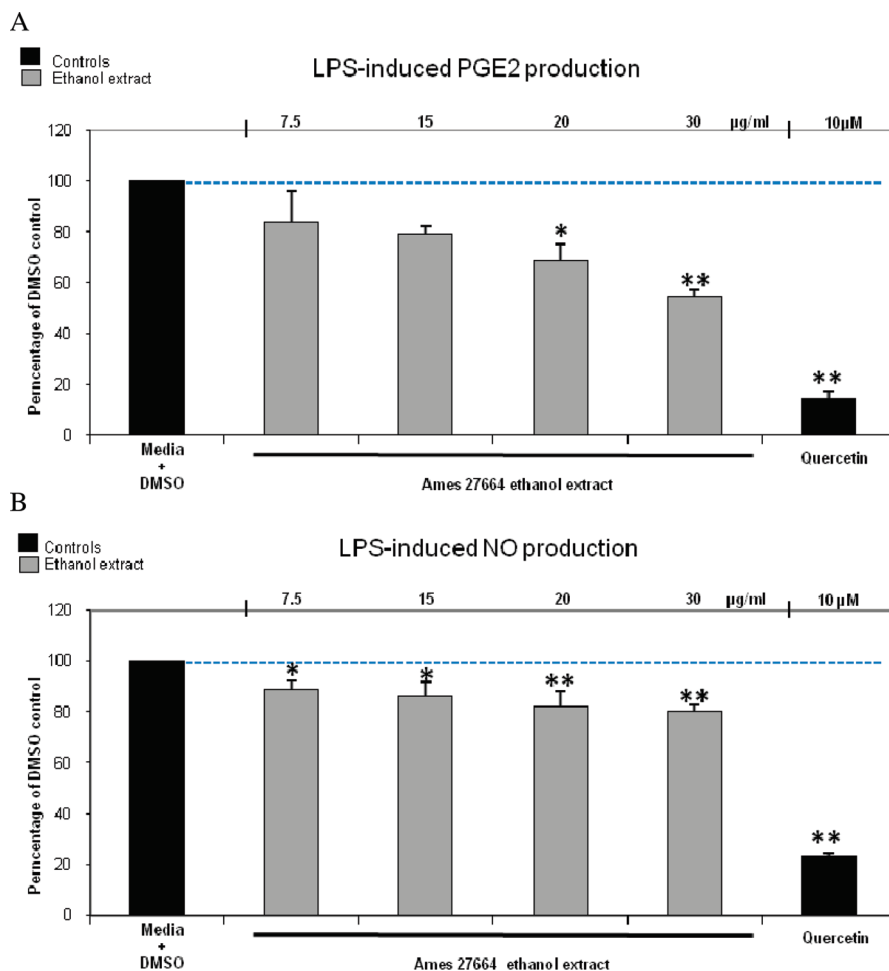 A
Controls
Ethanol extract
LPS-induced PGE2 production
7.5 15 20 30 µg/ml 10µM
120
100
80
60
40
20
0
Perncentage of DMSO control
*
**
**
Media
+
DMSO
Ames 27664 ethanol extract
Quercetin
B
Controls
Ethanol extract
LPS-induced NO production
7.5 15 20 30 µg/ml 10 µM
120
100
80
60
40
20
0
Perncentage of DMSO control
*
*
**
**
**
Media
+
DMSO
Ames 27664 ethanol extract
Quercetin